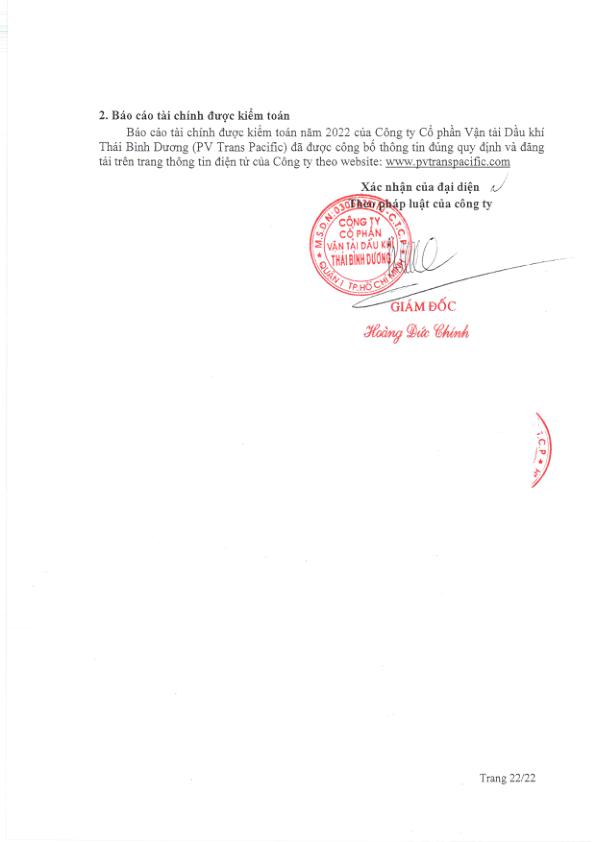 2. Báo cáo tài chính được kiểm toán
Báo cáo tài chính được kiểm toán năm 2022 của Công ty Cổ phần Vận tải Dầu khí
Thái Bình Dương (PV Trans Pacific) đã được công bố thông tin đúng quy định và đăng
tải trên trang thông tin điện tử của Công ty theo website: www.pvtranspacific.com
Xác nhận của đại diện
Theo pháp luật của công ty
M.S.D.N: C.T.C.P
CÔNG TY
CỔ PHẦN
VẬN TẢI DẦU KHÍ
THÁI BÌNH DƯƠNG
QUẬN 1 TP.HỒ CHÍ MINH
GIÁM ĐỐC
Hoàng Đức Chính
T.C.P
Trang 22/22